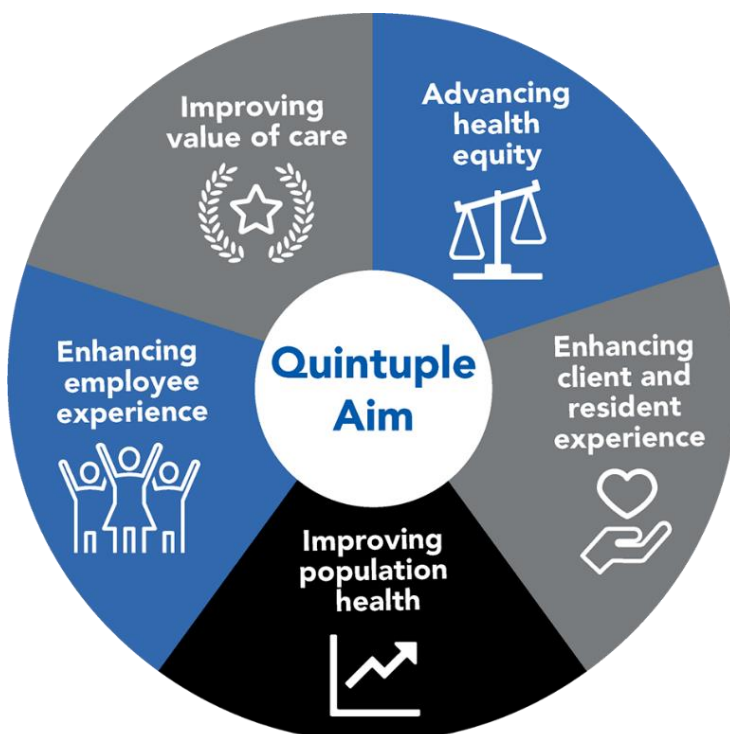 Improving
value of care
Advancing
health
equity
Enhancing
employee
experience
Quintuple
Aim
Enhancing
client and
resident
experience
Improving
population
health